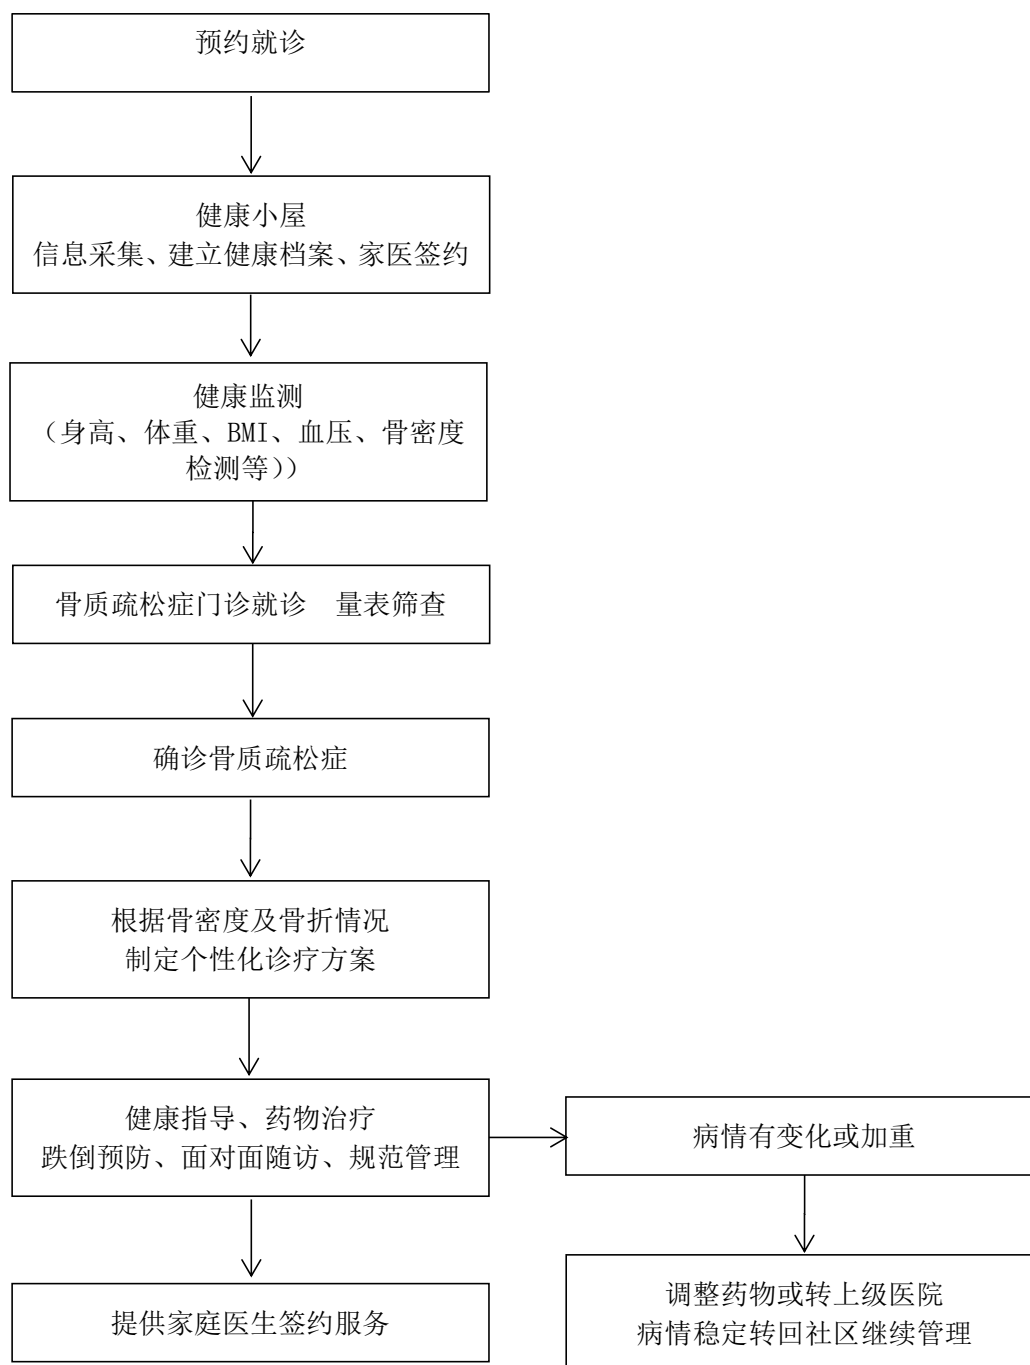 预约就诊
健康小屋
信息采集、建立健康档案、家医签约
健康监测
（身高、体重、BMI、血压、骨密度
检测等））
骨质疏松症门诊就诊　量表筛查
确诊骨质疏松症
根据骨密度及骨折情况
制定个性化诊疗方案
健康指导、药物治疗
跌倒预防、面对面随访、规范管理
病情有变化或加重
提供家庭医生签约服务
调整药物或转上级医院
病情稳定转回社区继续管理